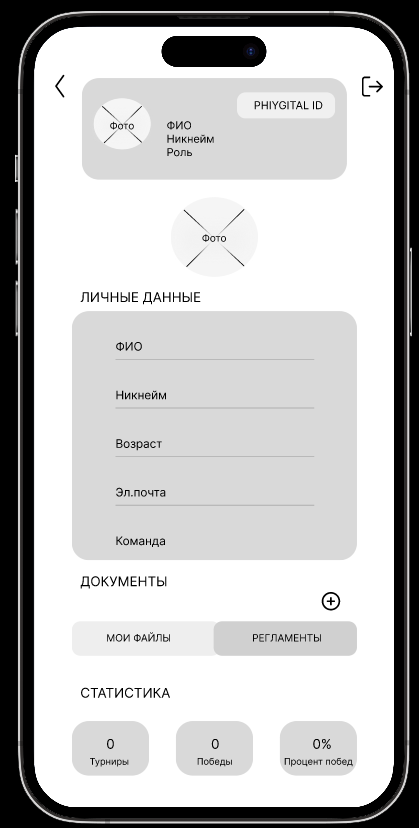 PHIYGITAL ID
Фото
ФИО
Никнейм
Роль
Фото
ЛИЧНЫЕ ДАННЫЕ
ФИО
Никнейм
Возраст
Эл.почта
Команда
ДОКУМЕНТЫ
МОИ ФАЙЛЫ
РЕГЛАМЕНТЫ
СТАТИСТИКА
0
Турниры
0
Победы
0%
Процент побед